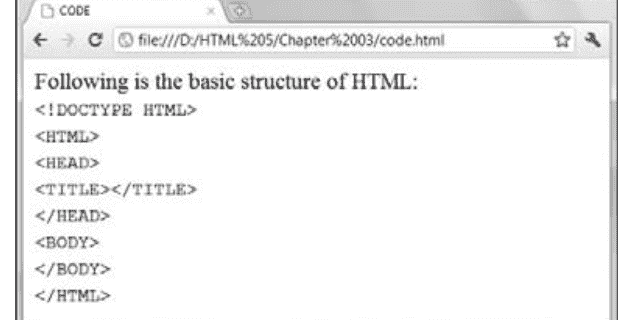 CODE
file:///D:/HTML%205/Chapter%2003/code.html
Following is the basic structure of HTML:
<!DOCTYPE HTML>
<HTML>
<HEAD>
<TITLE></TITLE>
</HEAD>
<BODY>
</BODY>
</HTML>